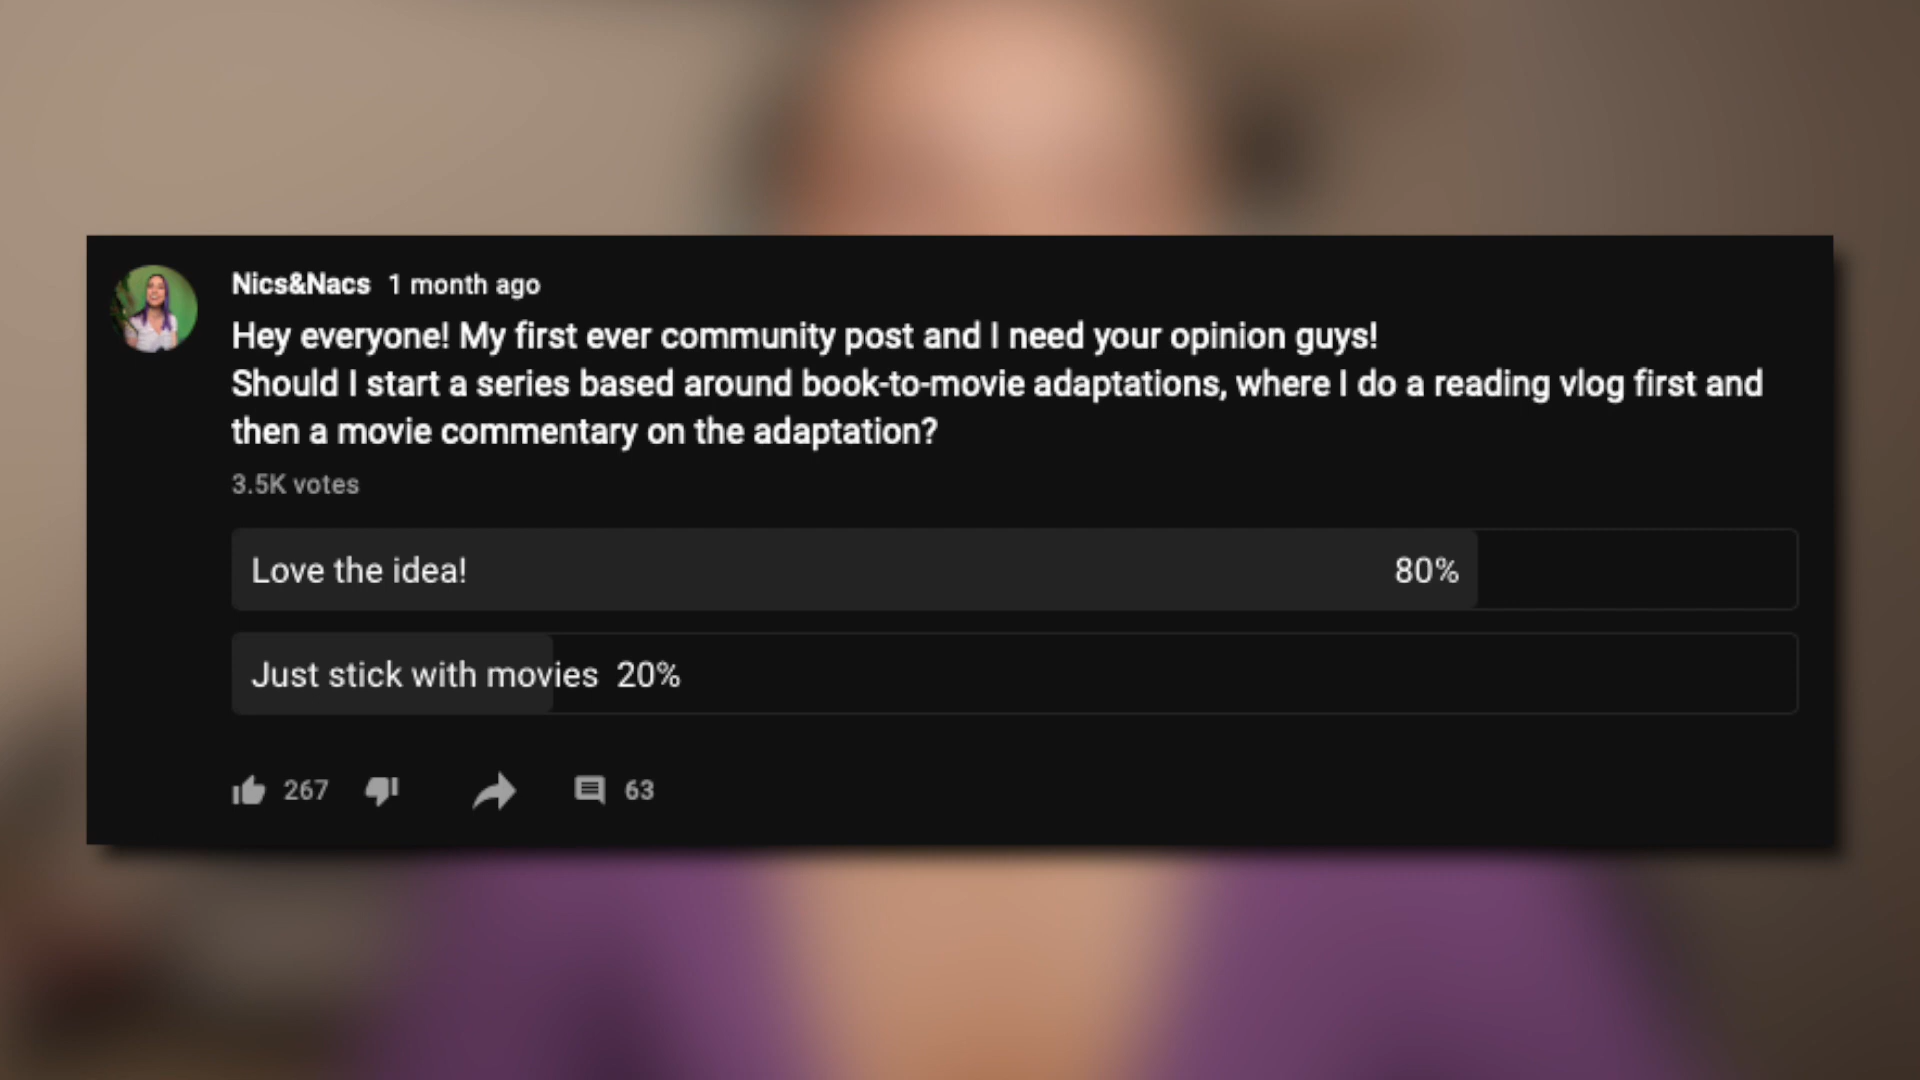 Nics&Nacs 1 month ago
Hey everyone! My first ever community post and I need your opinion guys!
Should I start a series based around book-to-movie adaptations, where I do a reading vlog first and
then a movie commentary on the adaptation?
3.5K votes
Love the idea! 80%
Just stick with movies 20%
267 63